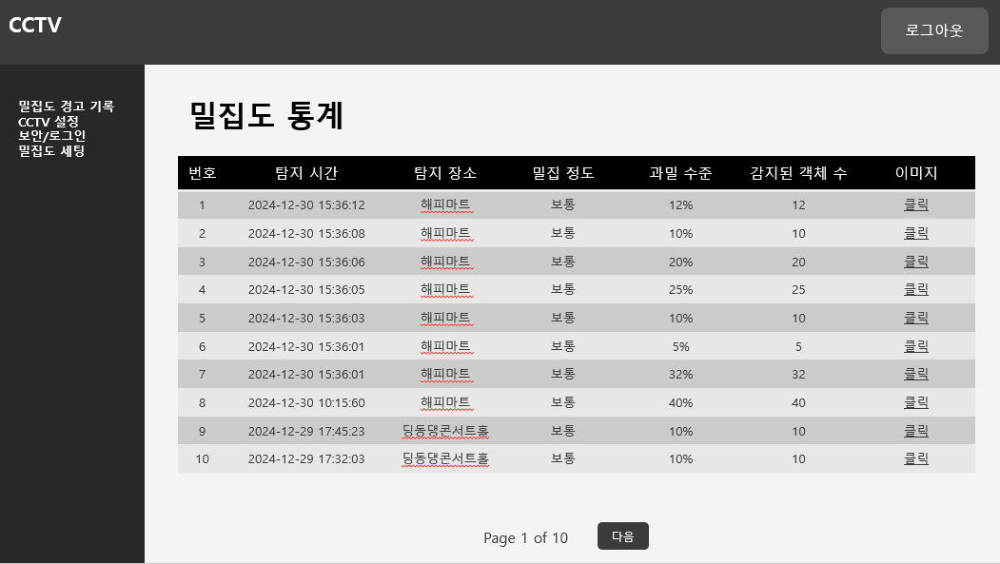 CCTV
로그아웃
밀집도 경고 기록
CCTV 설정
보안/로그인
밀집도 세팅
밀집도 통계
번호 탐지 시간 탐지 장소 밀집 정도 과밀 수준 감지된 객체 수 이미지
1 2024-12-30 15:36:12 해피마트 보통 12% 12 클릭
2 2024-12-30 15:36:08 해피마트 보통 10% 10 클릭
3 2024-12-30 15:36:06 해피마트 보통 20% 20 클릭
4 2024-12-30 15:36:05 해피마트 보통 25% 25 클릭
5 2024-12-30 15:36:03 해피마트 보통 10% 10 클릭
6 2024-12-30 15:36:01 해피마트 보통 5% 5 클릭
7 2024-12-30 15:36:01 해피마트 보통 32% 32 클릭
8 2024-12-30 10:15:60 해피마트 보통 40% 40 클릭
9 2024-12-29 17:45:23 딩동댕콘서트홀 보통 10% 10 클릭
10 2024-12-29 17:32:03 딩동댕콘서트홀 보통 10% 10 클릭
Page 1 of 10 다음